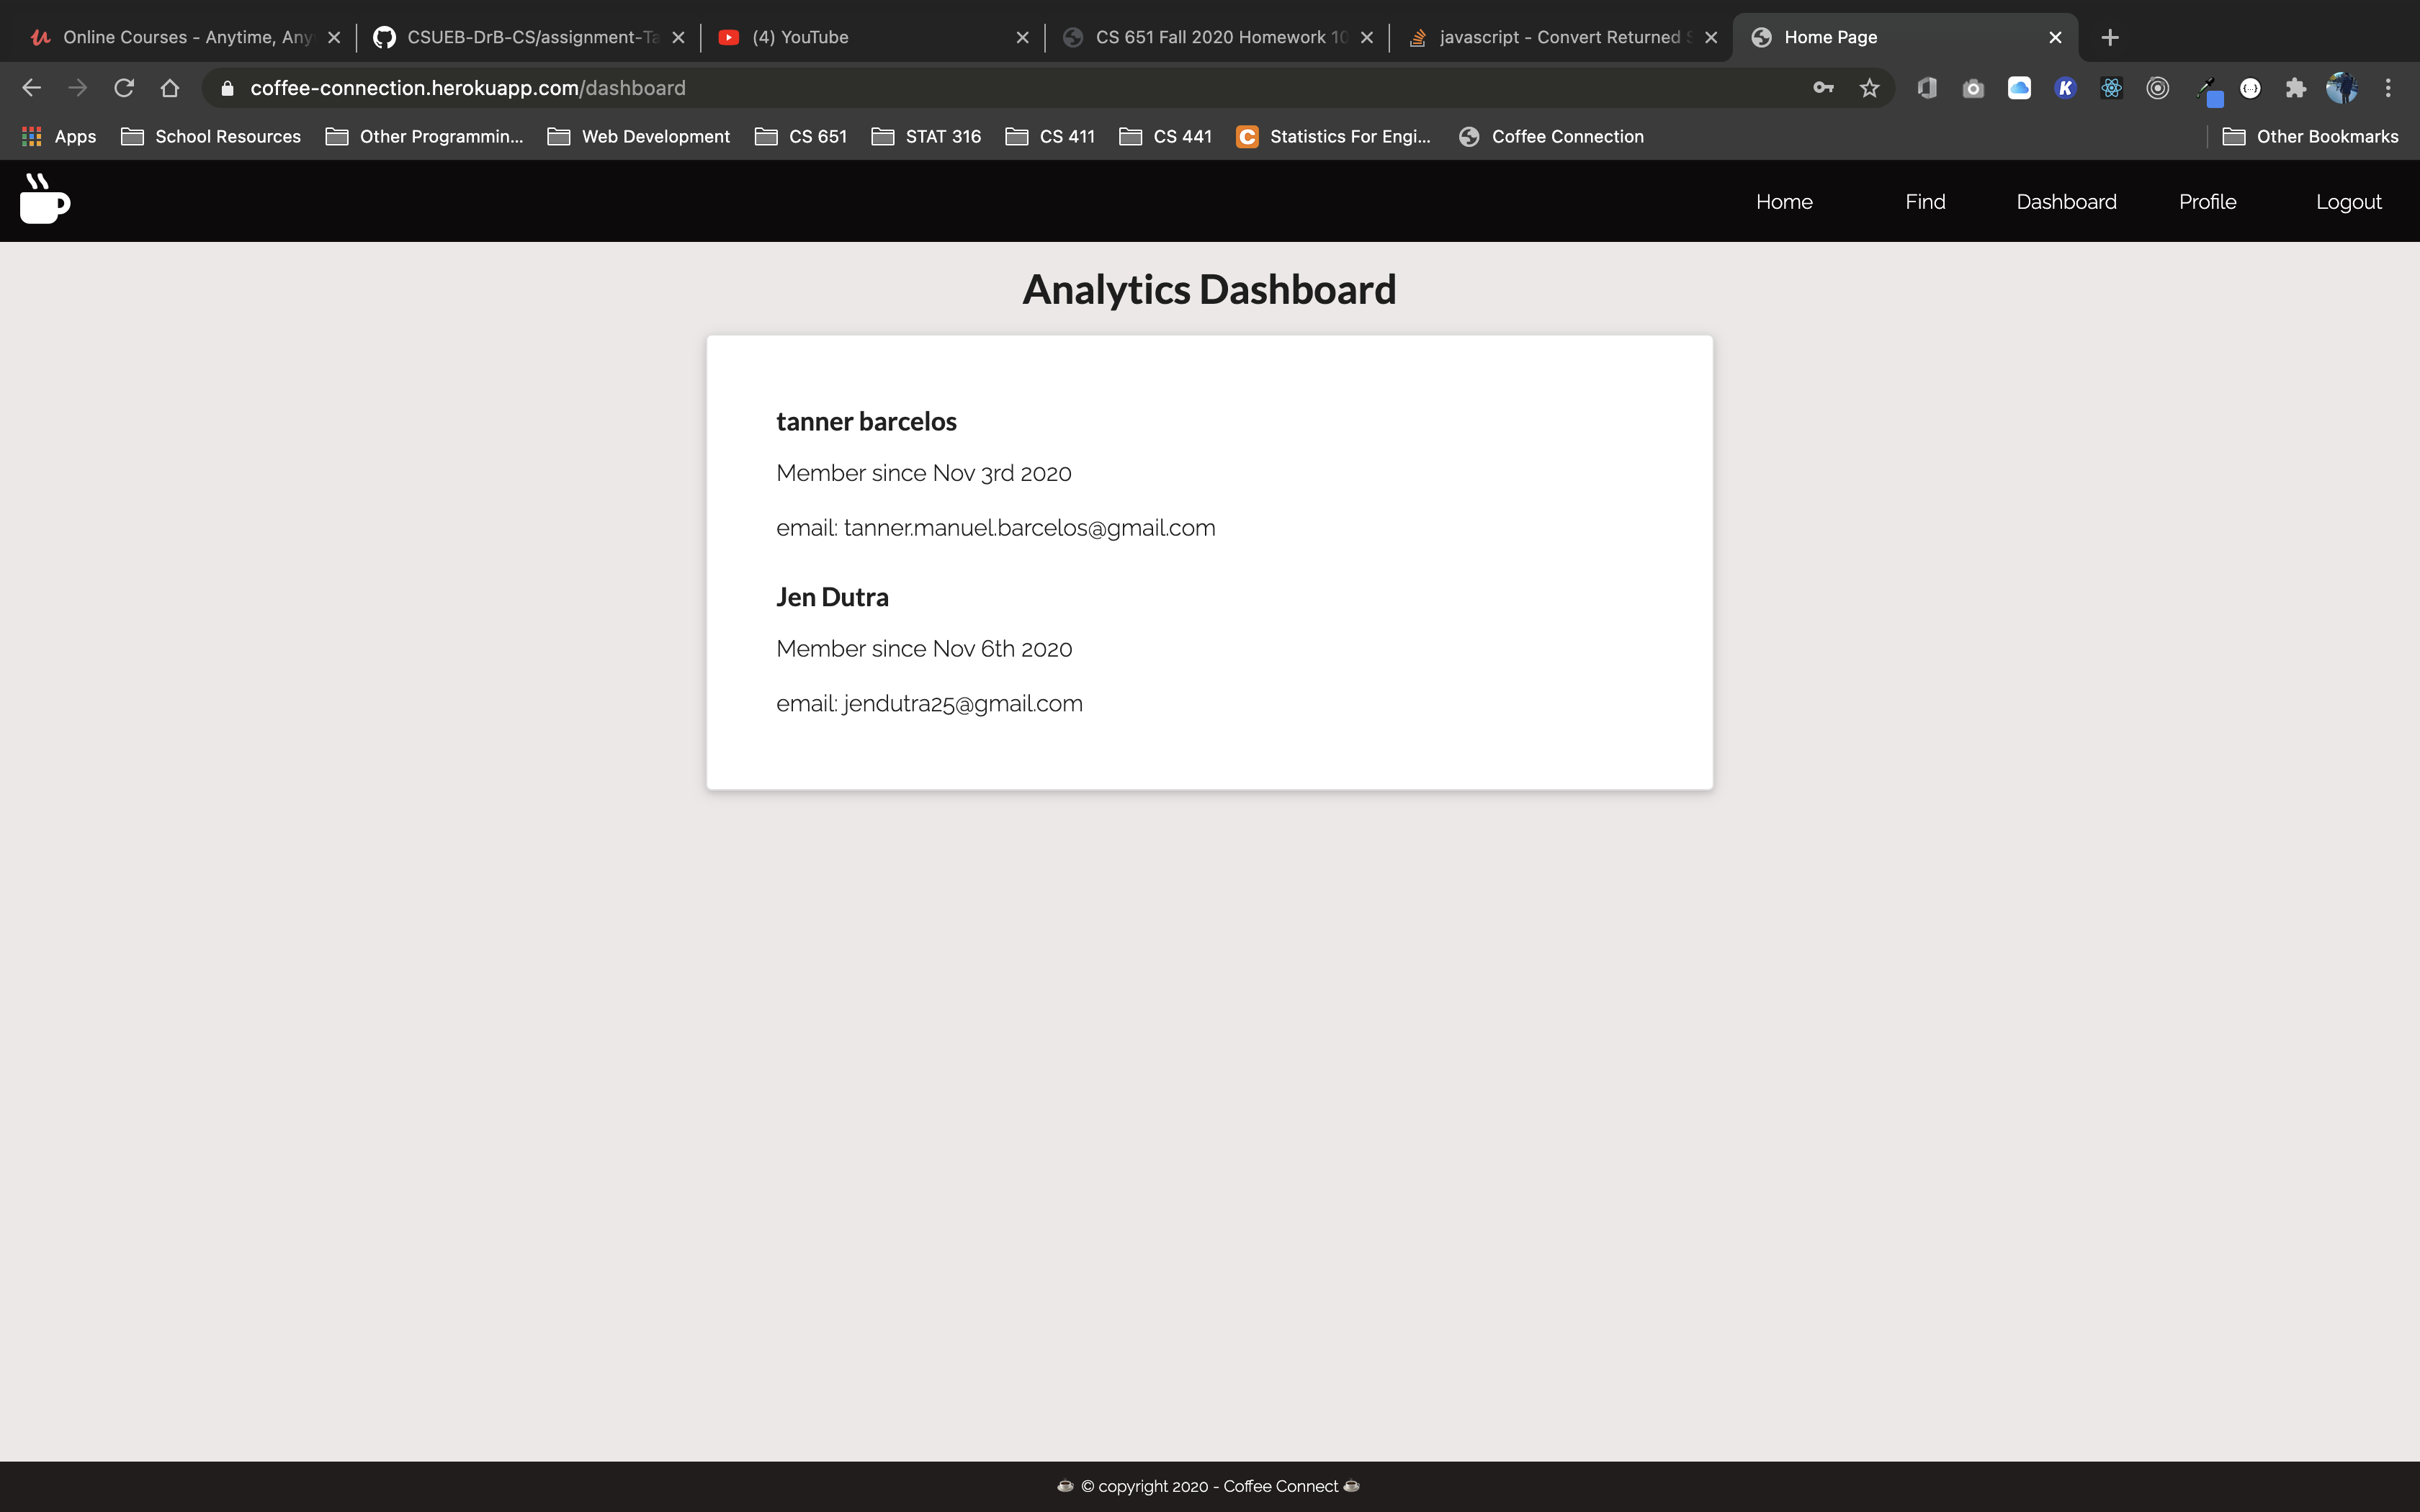 Online Courses - Anytime, Any
CSUEB-DrB-CS/assignment-Ta
(4) YouTube
CS 651 Fall 2020 Homework 10
javascript - Convert Returned S
Home Page
coffee-connection.herokuapp.com/dashboard
Apps
School Resources
Other Programmin...
Web Development
CS 651
STAT 316
CS 411
CS 441
Statistics For Engi...
Coffee Connection
Other Bookmarks
Home
Find
Dashboard
Profile
Logout
Analytics Dashboard
tanner barcelos
Member since Nov 3rd 2020
email: tanner.manuel.barcelos@gmail.com
Jen Dutra
Member since Nov 6th 2020
email: jendutra25@gmail.com
☕ © copyright 2020 - Coffee Connect ☕